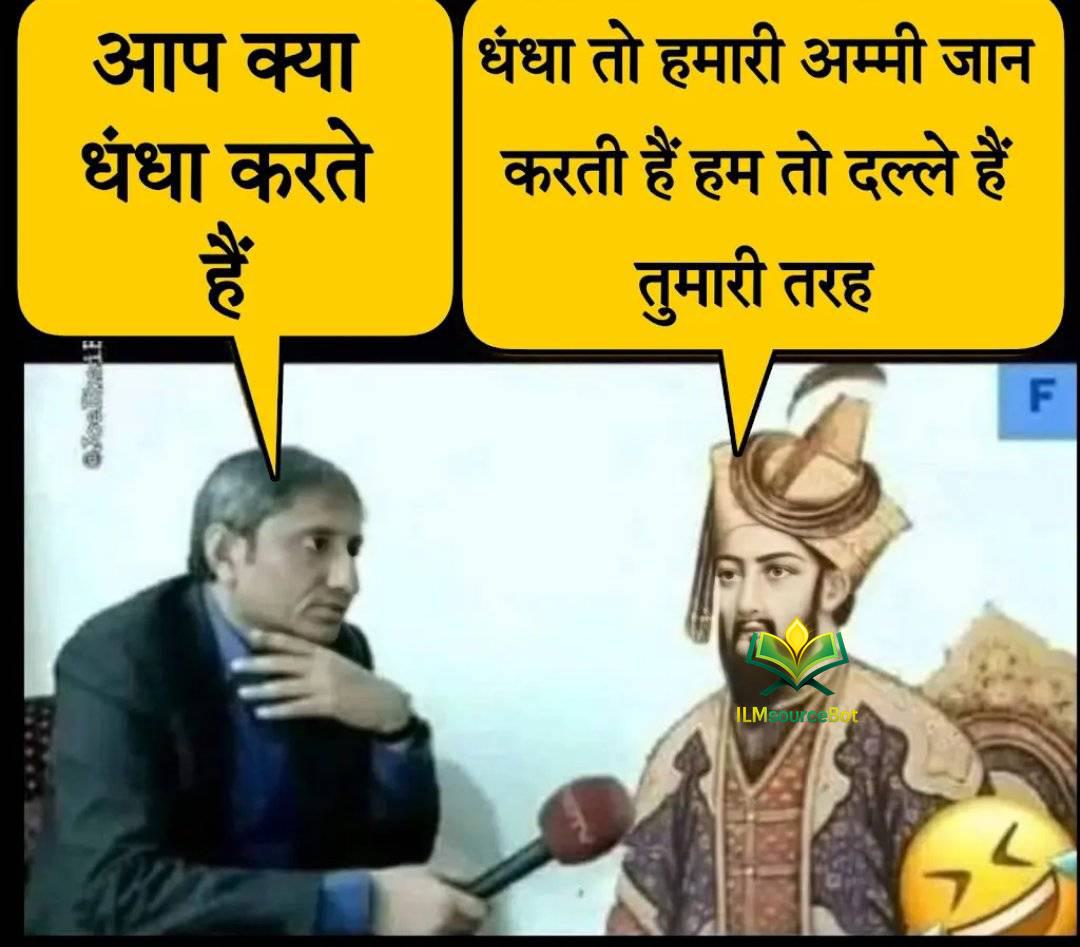 आप क्या
धंधा करते
हैं
धंधा तो हमारी अम्मी जान
करती हैं हम तो दल्ले हैं
तुमारी तरह
F
ILMsourceBot